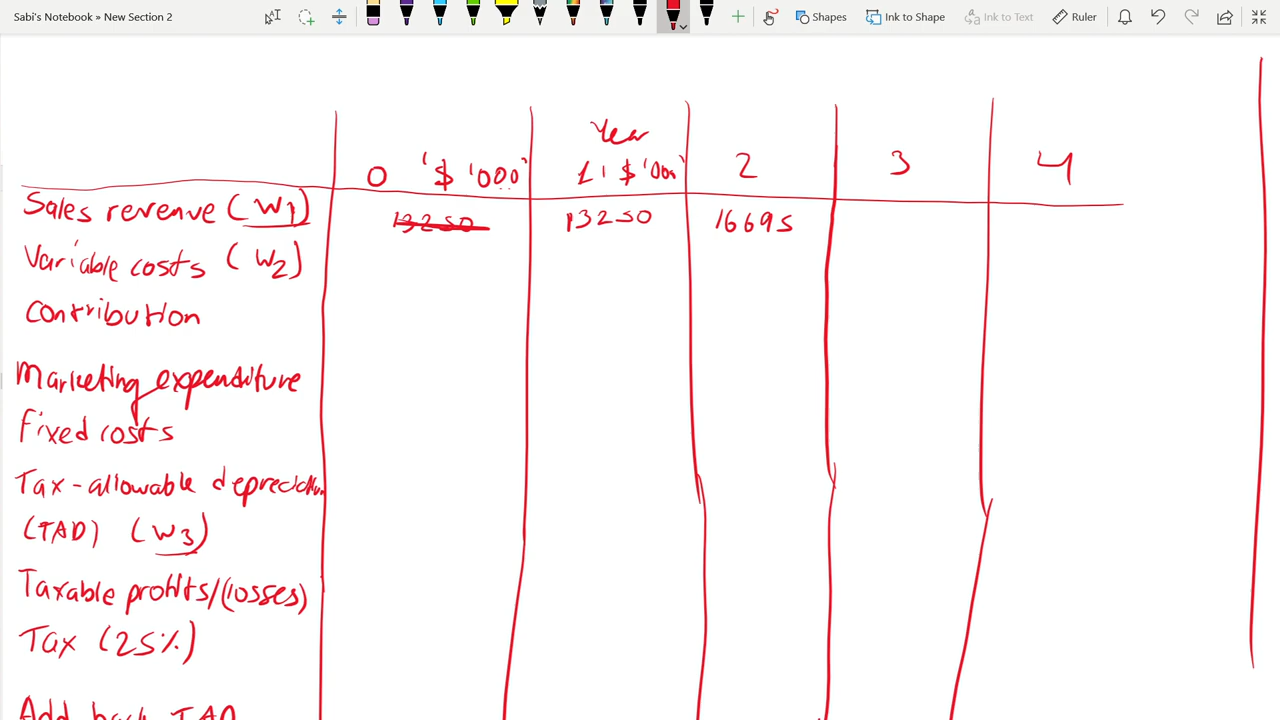 Sabi's Notebook » New Section 2
Shapes
Ink to Shape
Ink to Text
Ruler
Year
0 '$ '000' £1 $ '000' 2 3 4
Sales revenue (W1) 13250 13250 16695
Variable costs (W2)
Contribution
Marketing expenditure
Fixed costs
Tax-allowable depreciation
(TAD) (W3)
Taxable profits/(losses)
Tax (25%)
Add back TAD